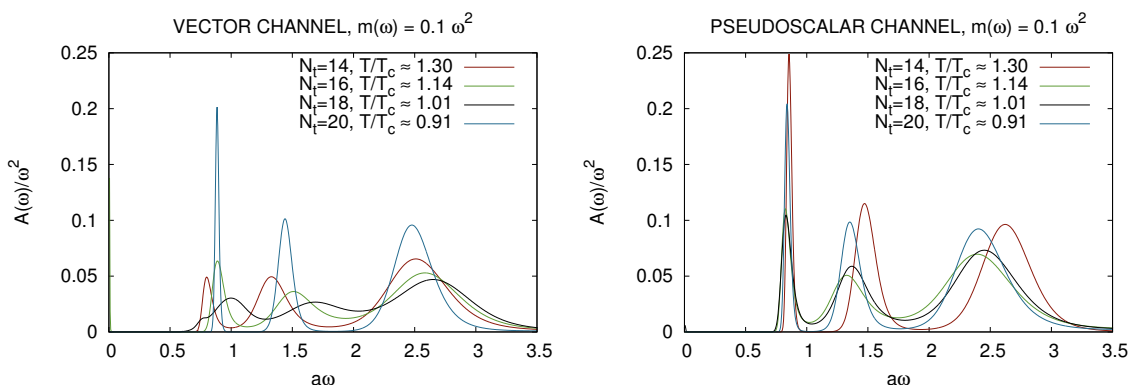 VECTOR CHANNEL, m(ω) = 0.1 ω²
A(ω)/ω²
0.25
0.2
0.15
0.1
0.05
0
Nₜ=14, T/T꜀ ≈ 1.30
Nₜ=16, T/T꜀ ≈ 1.14
Nₜ=18, T/T꜀ ≈ 1.01
Nₜ=20, T/T꜀ ≈ 0.91
0 0.5 1 1.5 2 2.5 3 3.5
aω
PSEUDOSCALAR CHANNEL, m(ω) = 0.1 ω²
A(ω)/ω²
0.25
0.2
0.15
0.1
0.05
0
Nₜ=14, T/T꜀ ≈ 1.30
Nₜ=16, T/T꜀ ≈ 1.14
Nₜ=18, T/T꜀ ≈ 1.01
Nₜ=20, T/T꜀ ≈ 0.91
0 0.5 1 1.5 2 2.5 3 3.5
aω